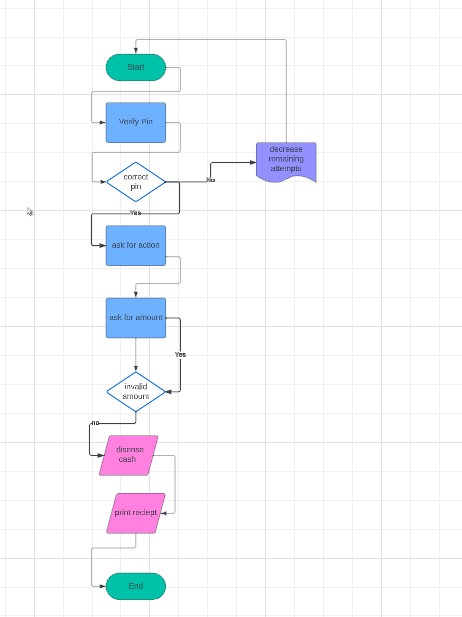 Start
Verify Pin
decrease
remaining
attempts
correct
pin
No
Yes
ask for action
ask for amount
Yes
invalid
amount
no
disense
cash
print reciept
End